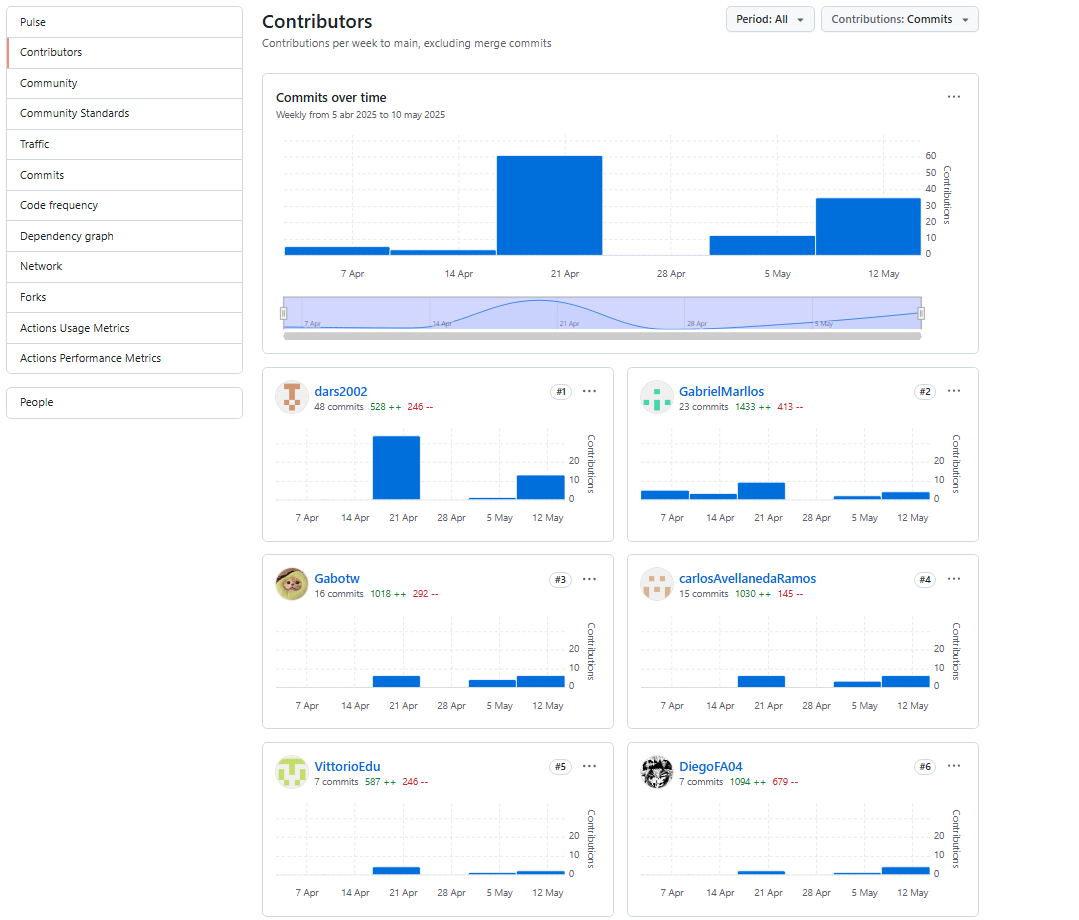 Pulse
Contributors
Community
Community Standards
Traffic
Commits
Code frequency
Dependency graph
Network
Forks
Actions Usage Metrics
Actions Performance Metrics
People
Contributors
Period: All
Contributions: Commits
Contributions per week to main, excluding merge commits
Commits over time
Weekly from 5 abr 2025 to 10 may 2025
60
50
40
30
20
10
0
Contributions
7 Apr 14 Apr 21 Apr 28 Apr 5 May 12 May
7 Apr 14 Apr 21 Apr 28 Apr 5 May
dars2002 #1
48 commits 528 ++ 246 --
20
10
0
Contributions
7 Apr 14 Apr 21 Apr 28 Apr 5 May 12 May
GabrielMarllos #2
23 commits 1433 ++ 413 --
20
10
0
Contributions
7 Apr 14 Apr 21 Apr 28 Apr 5 May 12 May
Gabotw #3
16 commits 1018 ++ 292 --
20
10
0
Contributions
7 Apr 14 Apr 21 Apr 28 Apr 5 May 12 May
carlosAvellanedaRamos #4
15 commits 1030 ++ 145 --
20
10
0
Contributions
7 Apr 14 Apr 21 Apr 28 Apr 5 May 12 May
VittorioEdu #5
7 commits 587 ++ 246 --
20
10
0
Contributions
7 Apr 14 Apr 21 Apr 28 Apr 5 May 12 May
DiegoFA04 #6
7 commits 1094 ++ 679 --
20
10
0
Contributions
7 Apr 14 Apr 21 Apr 28 Apr 5 May 12 May